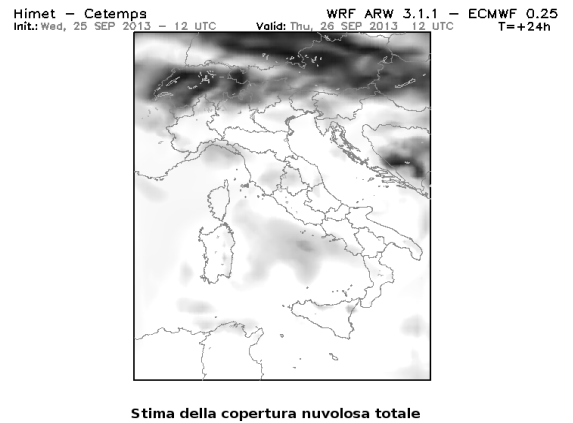 Himet – Cetemps WRF ARW 3.1.1 – ECMWF 0.25
Init.: Wed, 25 SEP 2013 – 12 UTC Valid: Thu, 26 SEP 2013 12 UTC T=+24h
Stima della copertura nuvolosa totale